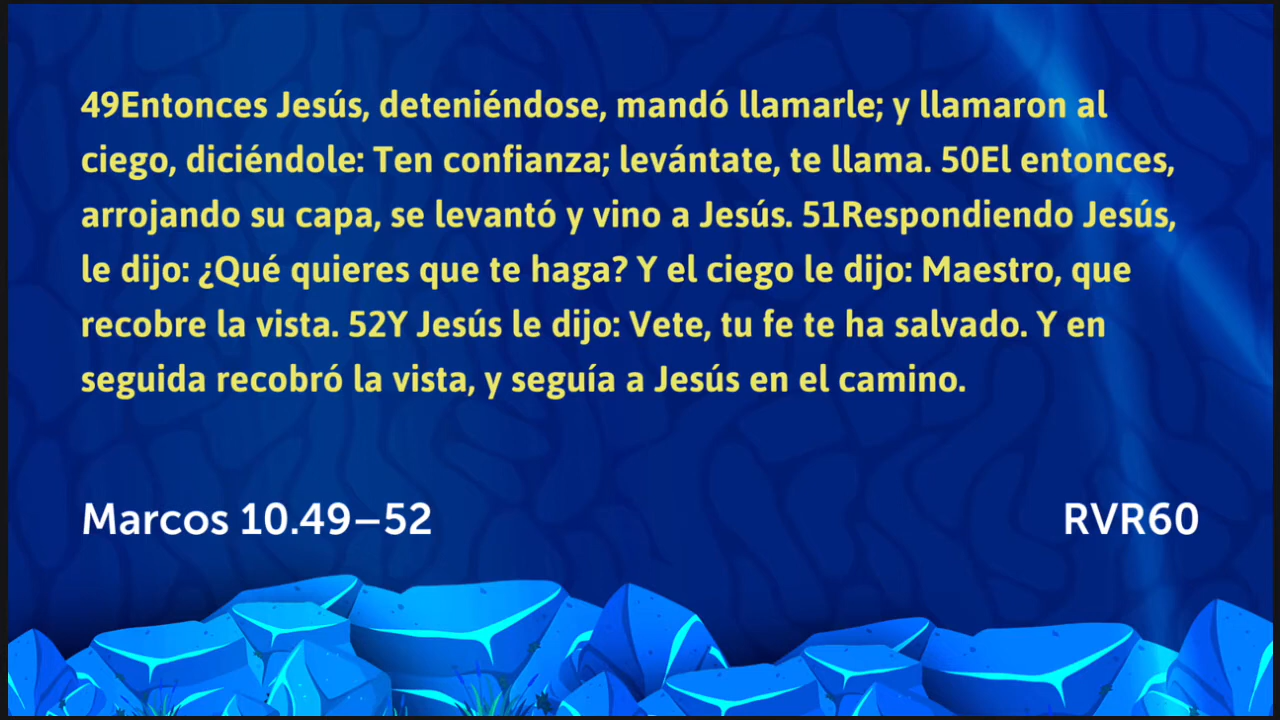 49Entonces Jesús, deteniéndose, mandó llamarle; y llamaron al
ciego, diciéndole: Ten confianza; levántate, te llama. 50El entonces,
arrojando su capa, se levantó y vino a Jesús. 51Respondiendo Jesús,
le dijo: ¿Qué quieres que te haga? Y el ciego le dijo: Maestro, que
recobre la vista. 52Y Jesús le dijo: Vete, tu fe te ha salvado. Y en
seguida recobró la vista, y seguía a Jesús en el camino.
Marcos 10.49–52
RVR60